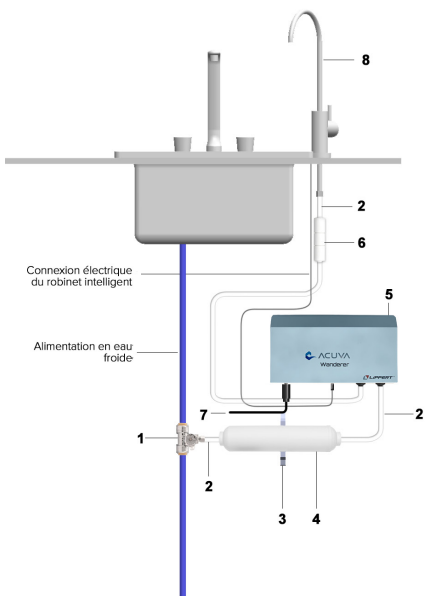 8
2
6
Connexion électrique
du robinet intelligent
5
Alimentation en eau
froide
ACUVA
Wanderer
LIPPERT
7
2
1
2
3
4